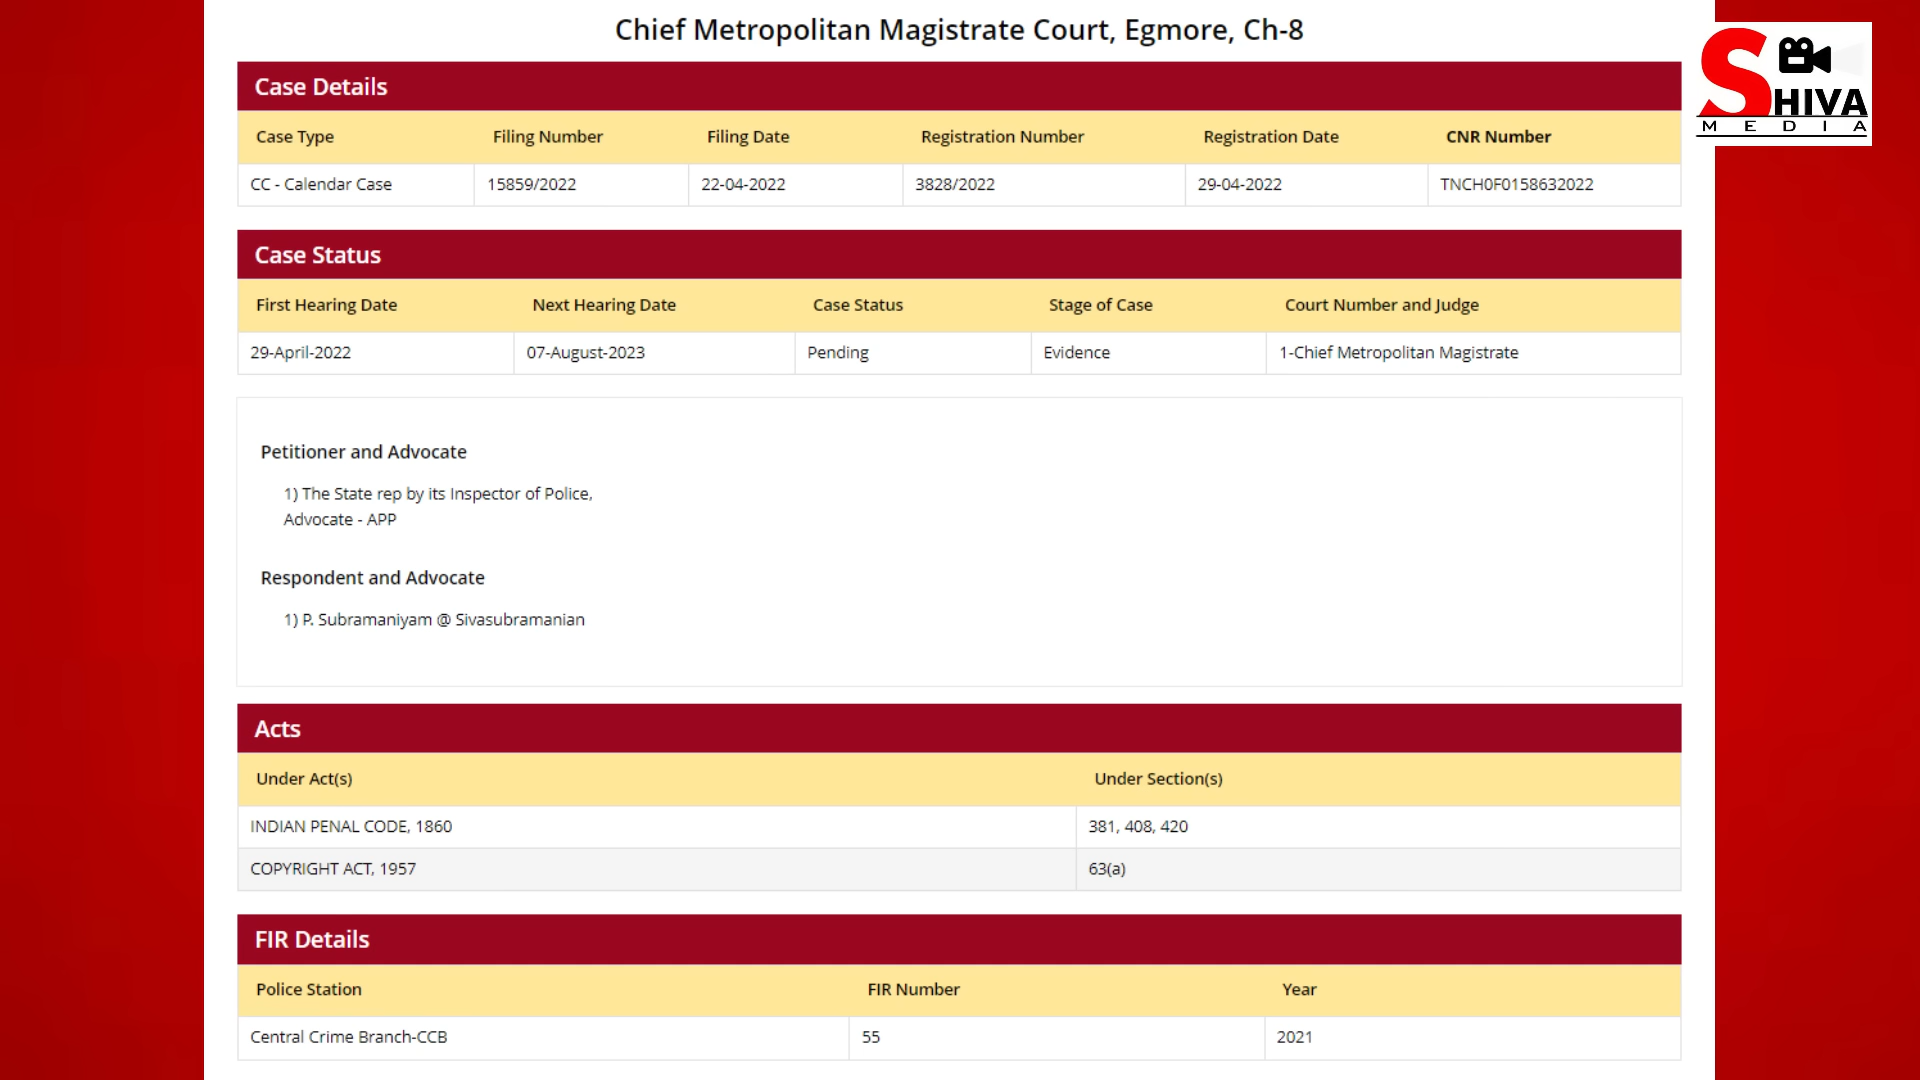 Chief Metropolitan Magistrate Court, Egmore, Ch-8
SHIVA
MEDIA
Case Details
Case Type Filing Number Filing Date Registration Number Registration Date CNR Number
CC - Calendar Case 15859/2022 22-04-2022 3828/2022 29-04-2022 TNCH0F0158632022
Case Status
First Hearing Date Next Hearing Date Case Status Stage of Case Court Number and Judge
29-April-2022 07-August-2023 Pending Evidence 1-Chief Metropolitan Magistrate
Petitioner and Advocate
1) The State rep by its Inspector of Police,
Advocate - APP
Respondent and Advocate
1) P. Subramaniyam @ Sivasubramanian
Acts
Under Act(s) Under Section(s)
INDIAN PENAL CODE, 1860 381, 408, 420
COPYRIGHT ACT, 1957 63(a)
FIR Details
Police Station FIR Number Year
Central Crime Branch-CCB 55 2021